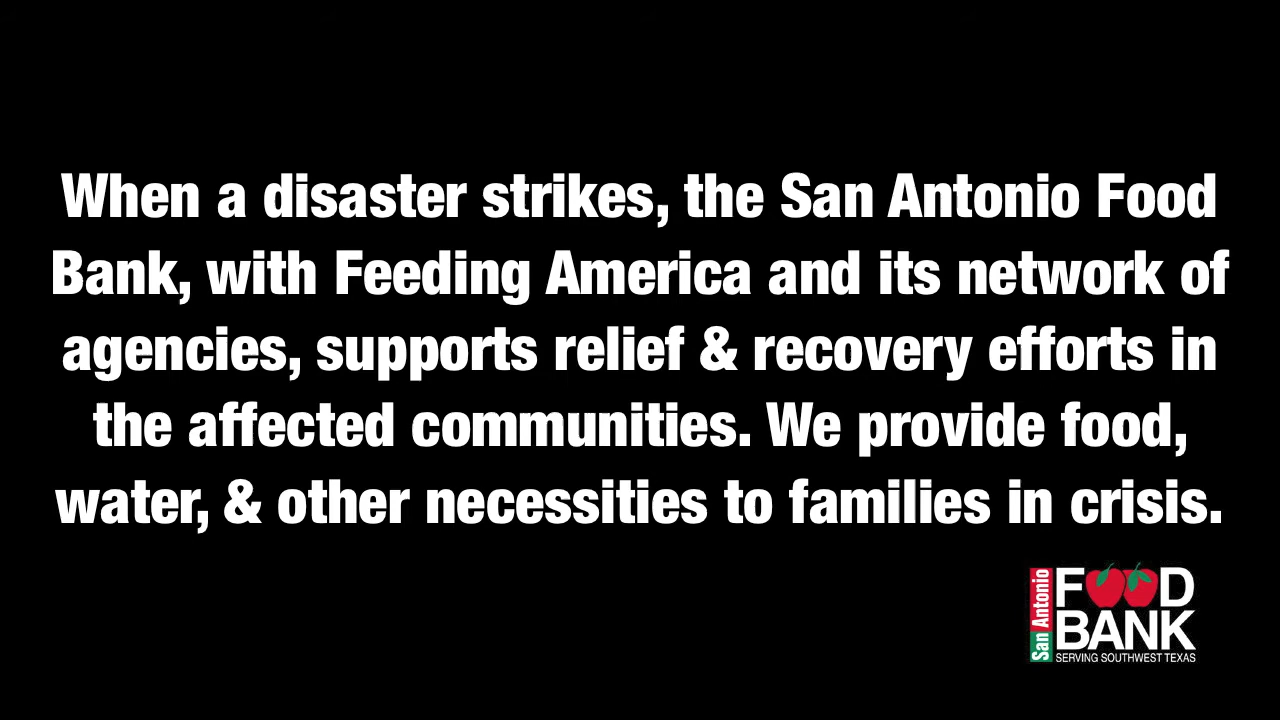 When a disaster strikes, the San Antonio Food
Bank, with Feeding America and its network of
agencies, supports relief & recovery efforts in
the affected communities. We provide food,
water, & other necessities to families in crisis.
San Antonio
FOOD
BANK
SERVING SOUTHWEST TEXAS